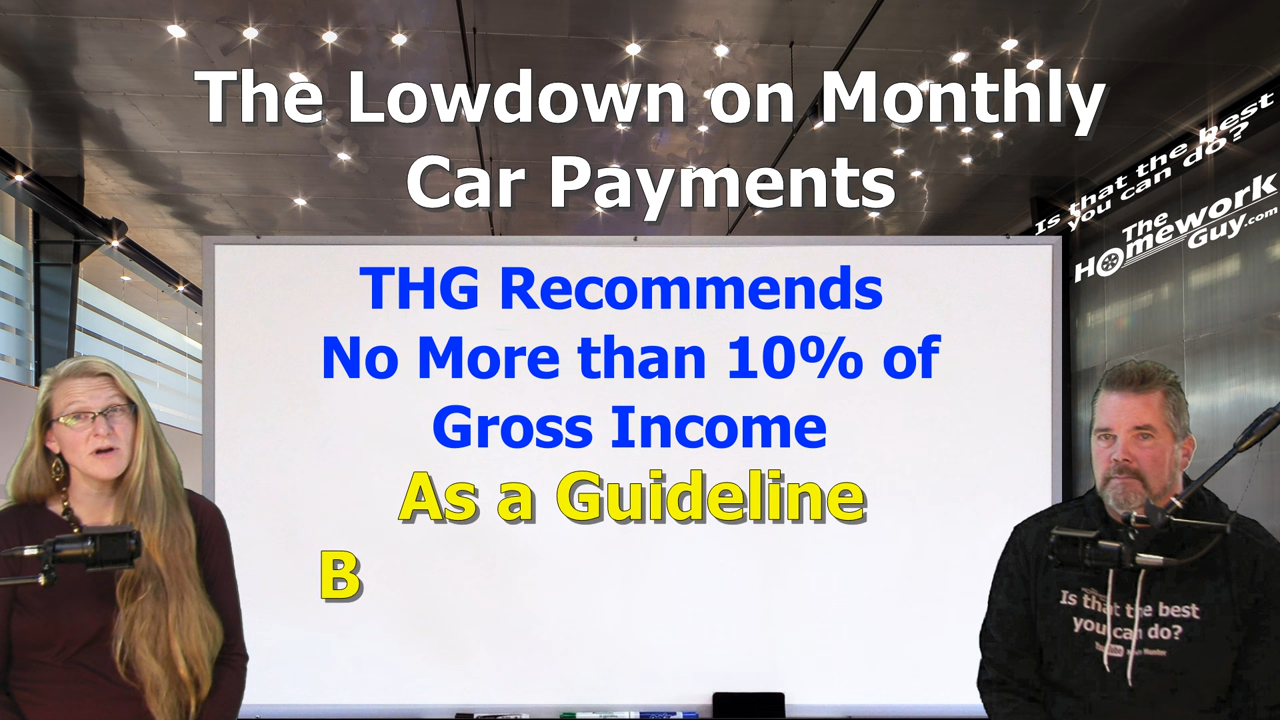 The Lowdown on Monthly
Car Payments
Is that the best
you can do?
The
Homework
Guy.com
THG Recommends
No More than 10% of
Gross Income
As a Guideline
B
Is that the best
you can do?